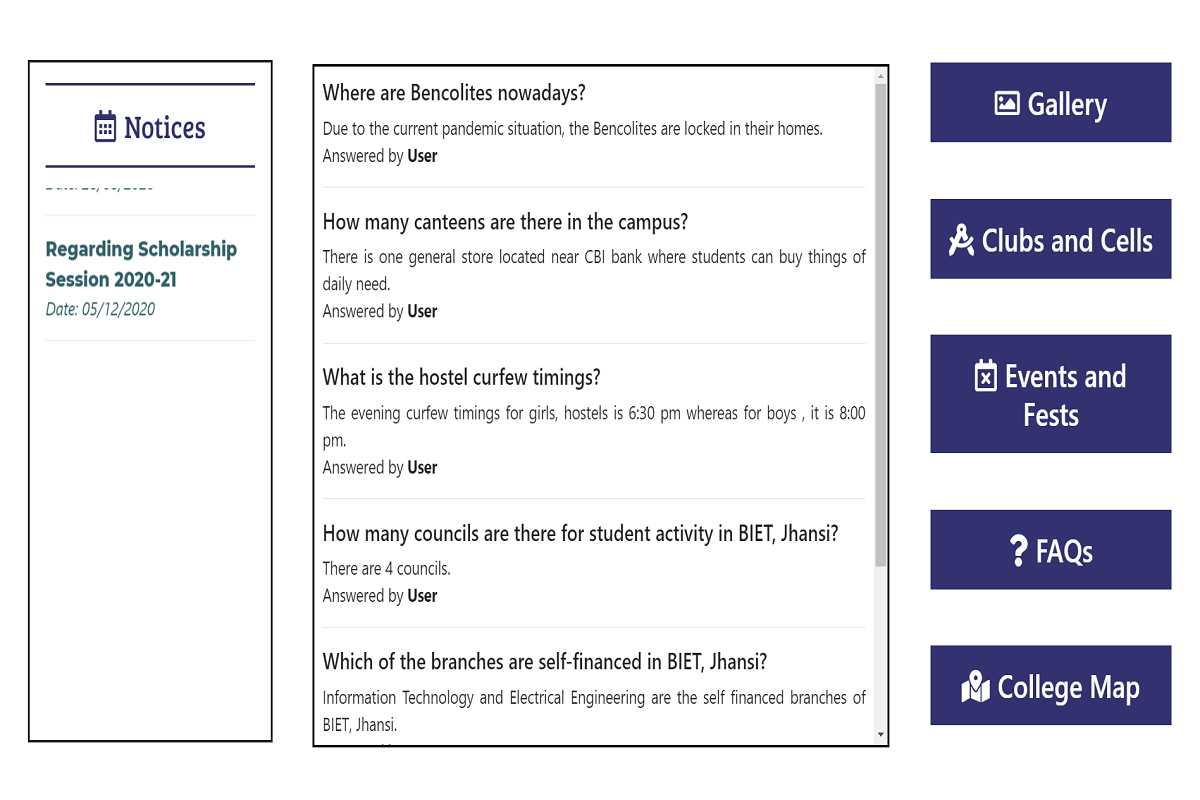 Notices
Regarding Scholarship
Session 2020-21
Date: 05/12/2020
Where are Bencolites nowadays?
Due to the current pandemic situation, the Bencolites are locked in their homes.
Answered by User
How many canteens are there in the campus?
There is one general store located near CBI bank where students can buy things of
daily need.
Answered by User
What is the hostel curfew timings?
The evening curfew timings for girls, hostels is 6:30 pm whereas for boys , it is 8:00
pm.
Answered by User
How many councils are there for student activity in BIET, Jhansi?
There are 4 councils.
Answered by User
Which of the branches are self-financed in BIET, Jhansi?
Information Technology and Electrical Engineering are the self financed branches of
BIET, Jhansi.
Gallery
Clubs and Cells
Events and
Fests
FAQs
College Map